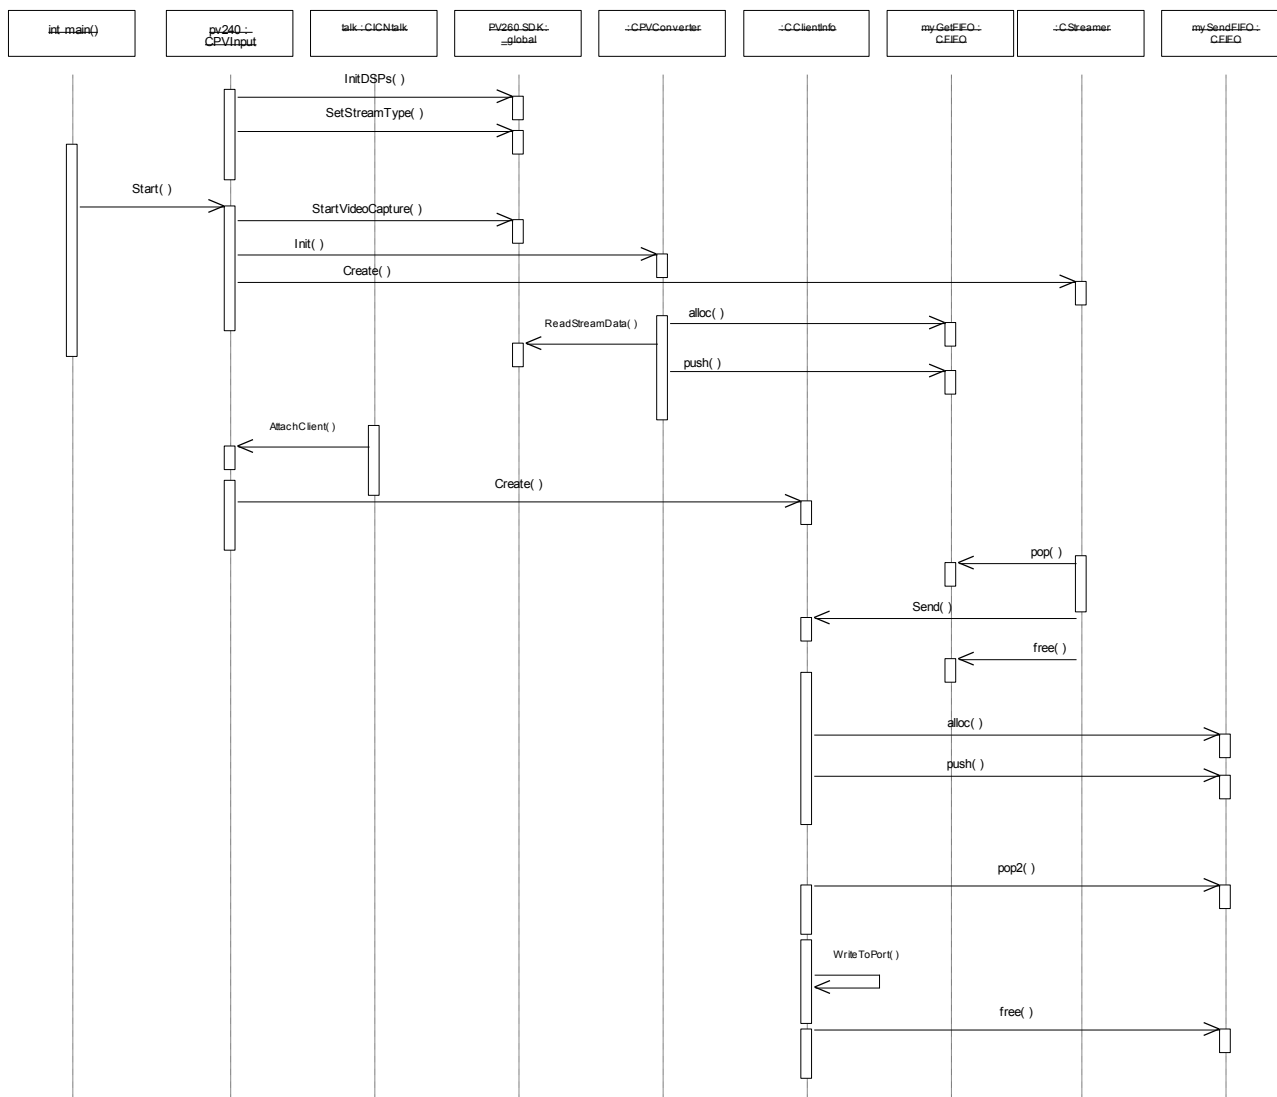 int main()
pv240 :
CPVInput
talk : CICNtalk
PV260 SDK :
_global
: CPVConverter
: CClientInfo
myGetFIFO :
CFIFO
: CStreamer
mySendFIFO :
CFIFO
InitDSPs( )
SetStreamType( )
Start( )
StartVideoCapture( )
Init( )
Create( )
alloc( )
ReadStreamData( )
push( )
AttachClient( )
Create( )
pop( )
Send( )
free( )
alloc( )
push( )
pop2( )
WriteToPort( )
free( )